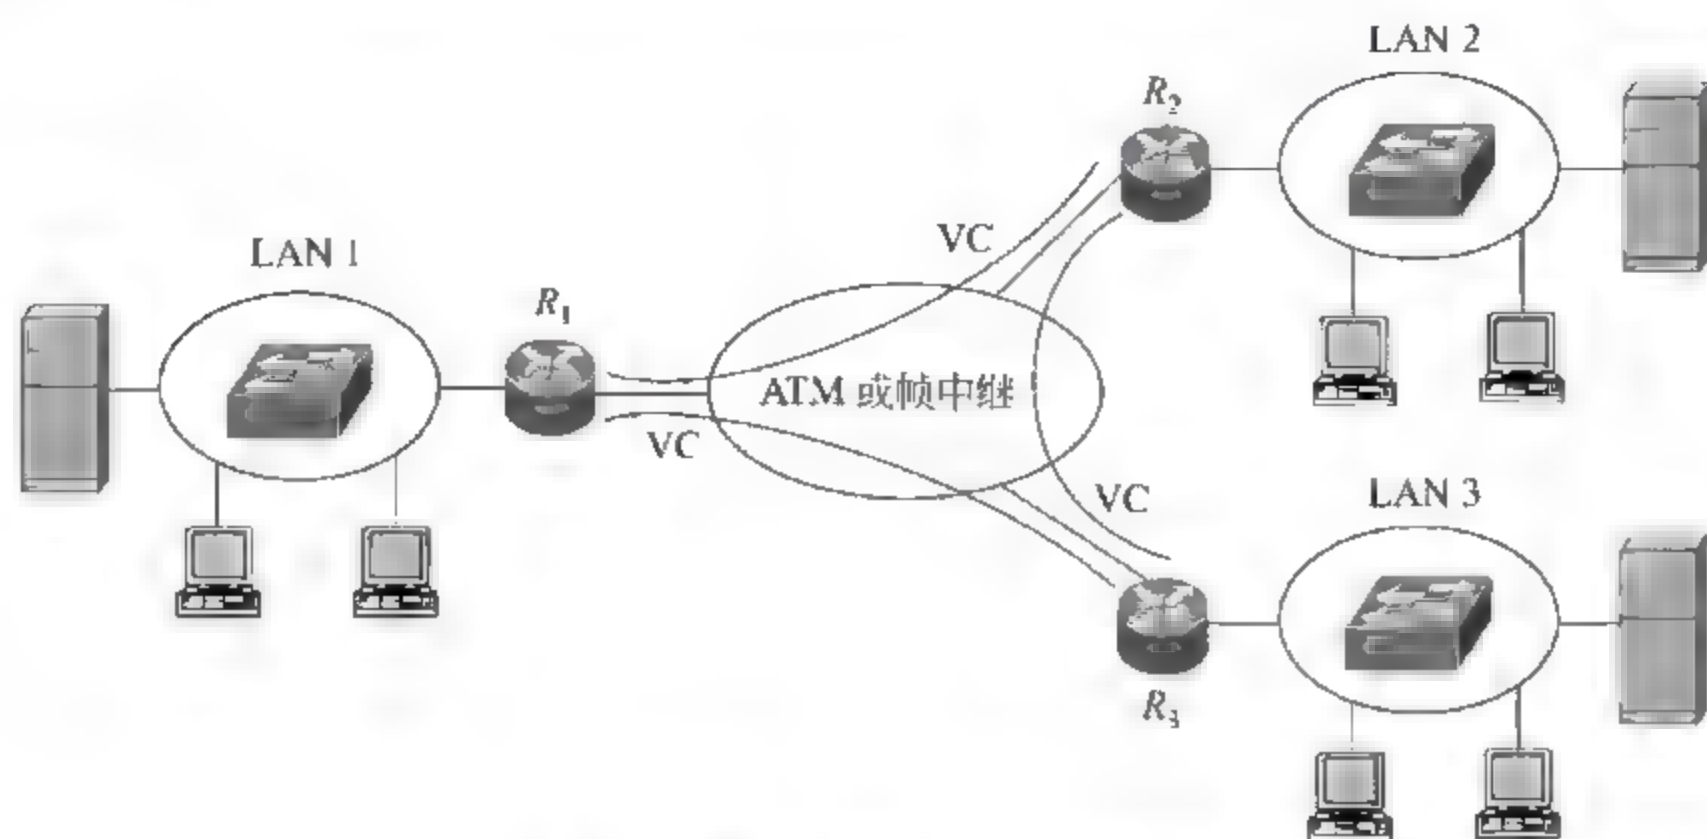 LAN 2
R₂
VC
LAN 1
R₁
ATM 或帧中继
VC
VC
LAN 3
R₃